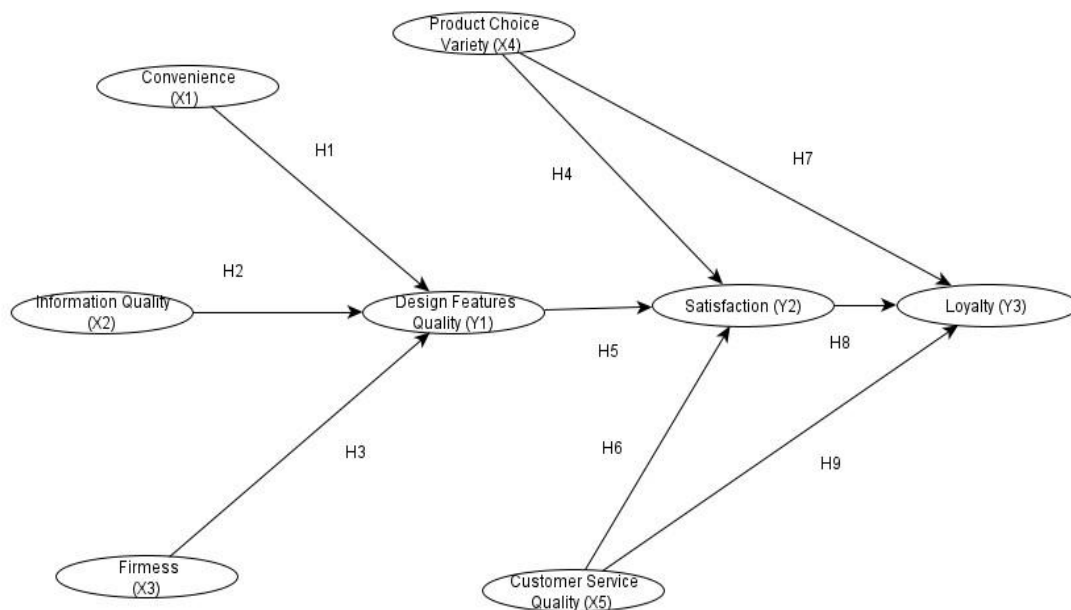 Product Choice
Variety (X4)
Convenience
(X1)
H1
H4
H7
H2
Information Quality
(X2)
Design Features
Quality (Y1)
Satisfaction (Y2)
Loyalty (Y3)
H5
H8
H3
H6
H9
Firmess
(X3)
Customer Service
Quality (X5)